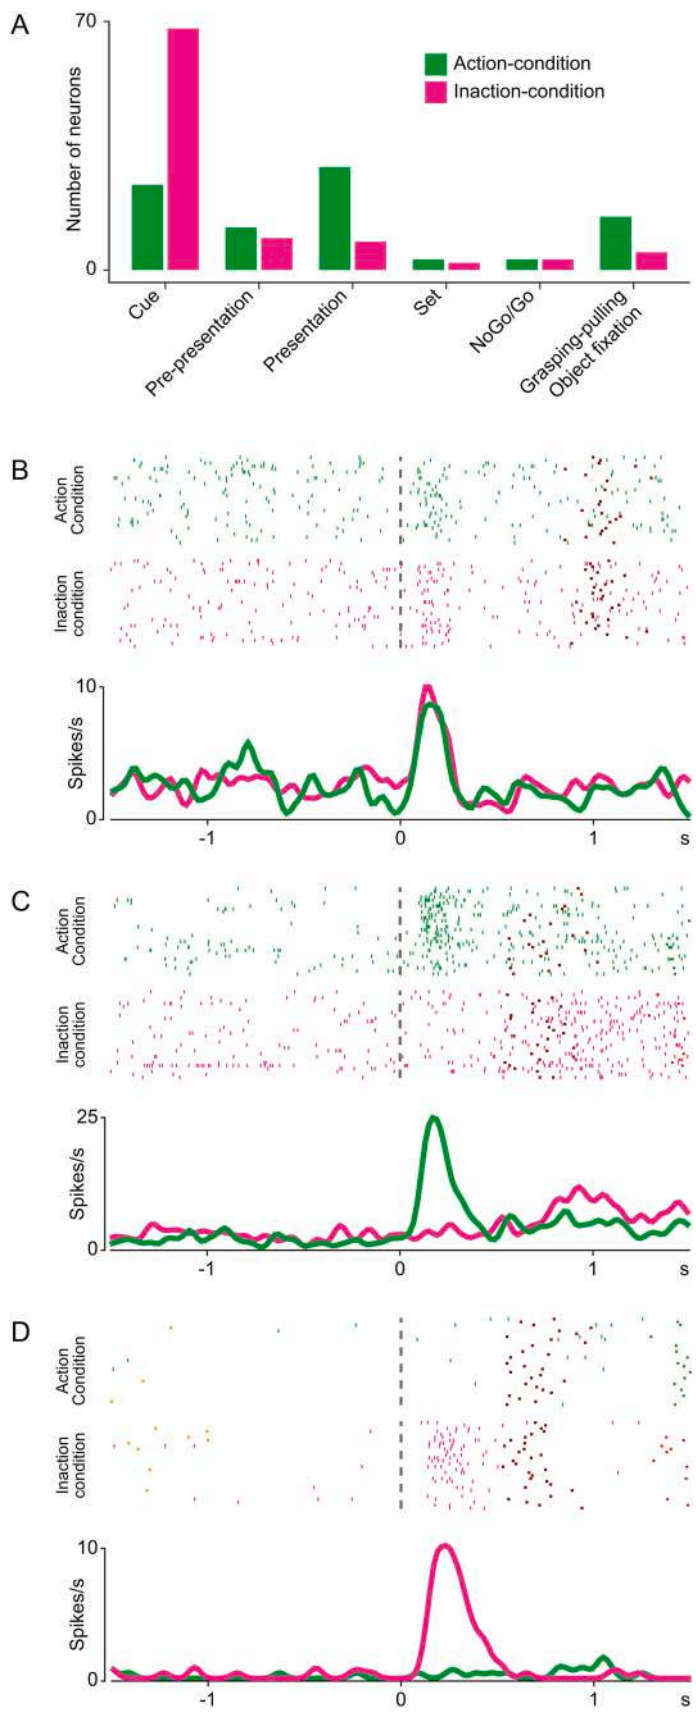 A
70
Number of neurons
0
Action-condition
Inaction-condition
Cue
Pre-presentation
Presentation
Set
NoGo/Go
Grasping-pulling
Object fixation
B
Action
Condition
Inaction
condition
10
Spikes/s
0
-1 0 1 s
C
Action
Condition
Inaction
condition
25
Spikes/s
0
-1 0 1 s
D
Action
Condition
Inaction
condition
10
Spikes/s
0
-1 0 1 s